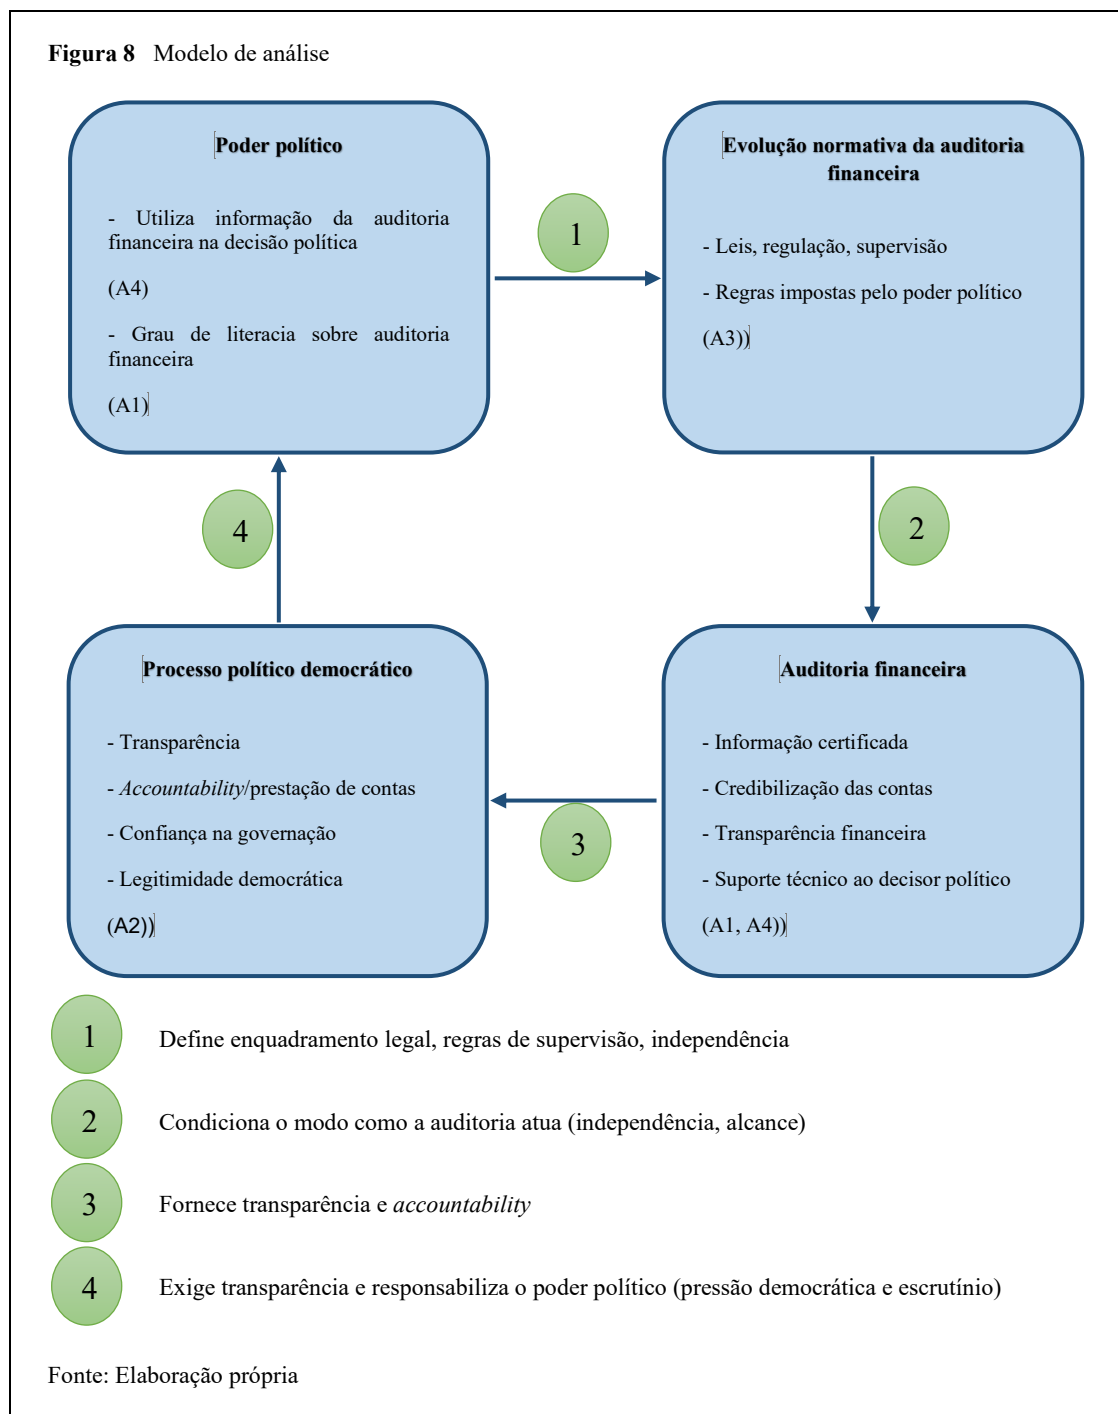 Figura 8 Modelo de análise
Poder político
- Utiliza informação da auditoria
financeira na decisão política
(A4)
- Grau de literacia sobre auditoria
financeira
(A1)
1
Evolução normativa da auditoria
financeira
- Leis, regulação, supervisão
- Regras impostas pelo poder político
(A3))
4
2
Processo político democrático
- Transparência
- Accountability/prestação de contas
- Confiança na governação
- Legitimidade democrática
(A2))
3
Auditoria financeira
- Informação certificada
- Credibilização das contas
- Transparência financeira
- Suporte técnico ao decisor político
(A1, A4))
1 Define enquadramento legal, regras de supervisão, independência
2 Condiciona o modo como a auditoria atua (independência, alcance)
3 Fornece transparência e accountability
4 Exige transparência e responsabiliza o poder político (pressão democrática e escrutínio)
Fonte: Elaboração própria